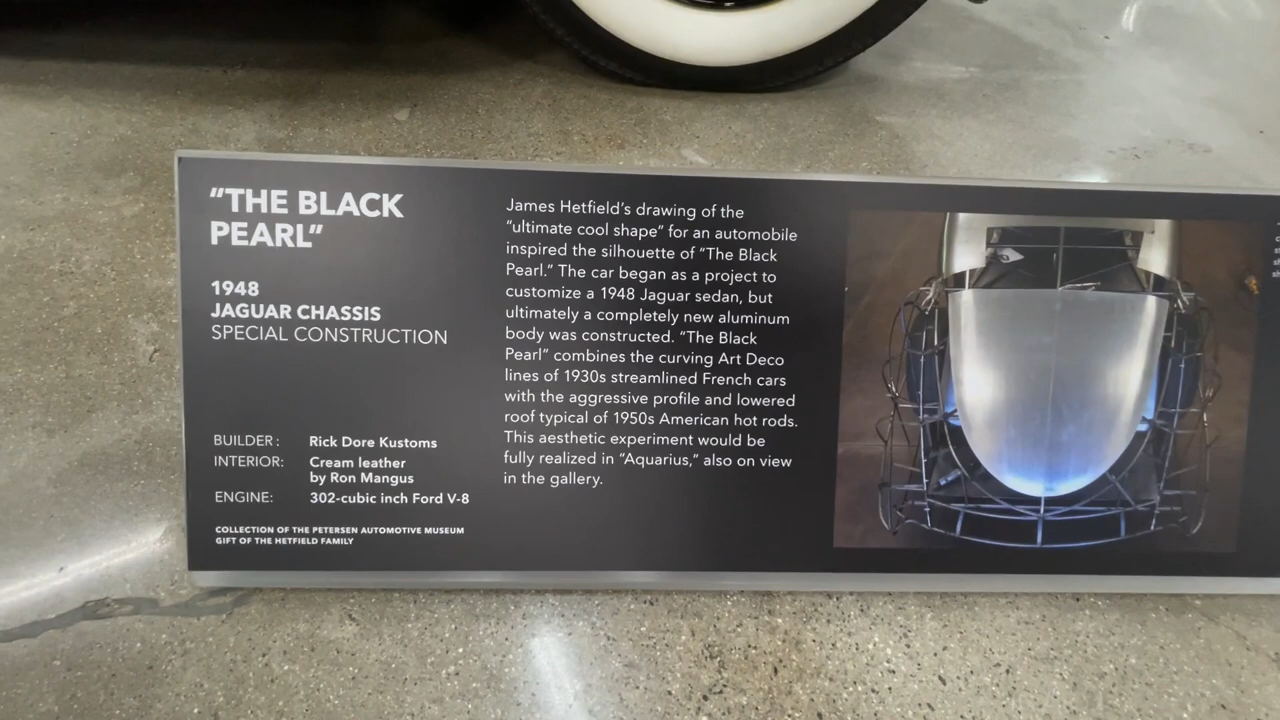 “THE BLACK
PEARL”
1948
JAGUAR CHASSIS
SPECIAL CONSTRUCTION
BUILDER: Rick Dore Kustoms
INTERIOR: Cream leather
by Ron Mangus
ENGINE: 302-cubic inch Ford V-8
COLLECTION OF THE PETERSEN AUTOMOTIVE MUSEUM
GIFT OF THE HETFIELD FAMILY
James Hetfield’s drawing of the
“ultimate cool shape” for an automobile
inspired the silhouette of “The Black
Pearl.” The car began as a project to
customize a 1948 Jaguar sedan, but
ultimately a completely new aluminum
body was constructed. “The Black
Pearl” combines the curving Art Deco
lines of 1930s streamlined French cars
with the aggressive profile and lowered
roof typical of 1950s American hot rods.
This aesthetic experiment would be
fully realized in “Aquarius,” also on view
in the gallery.